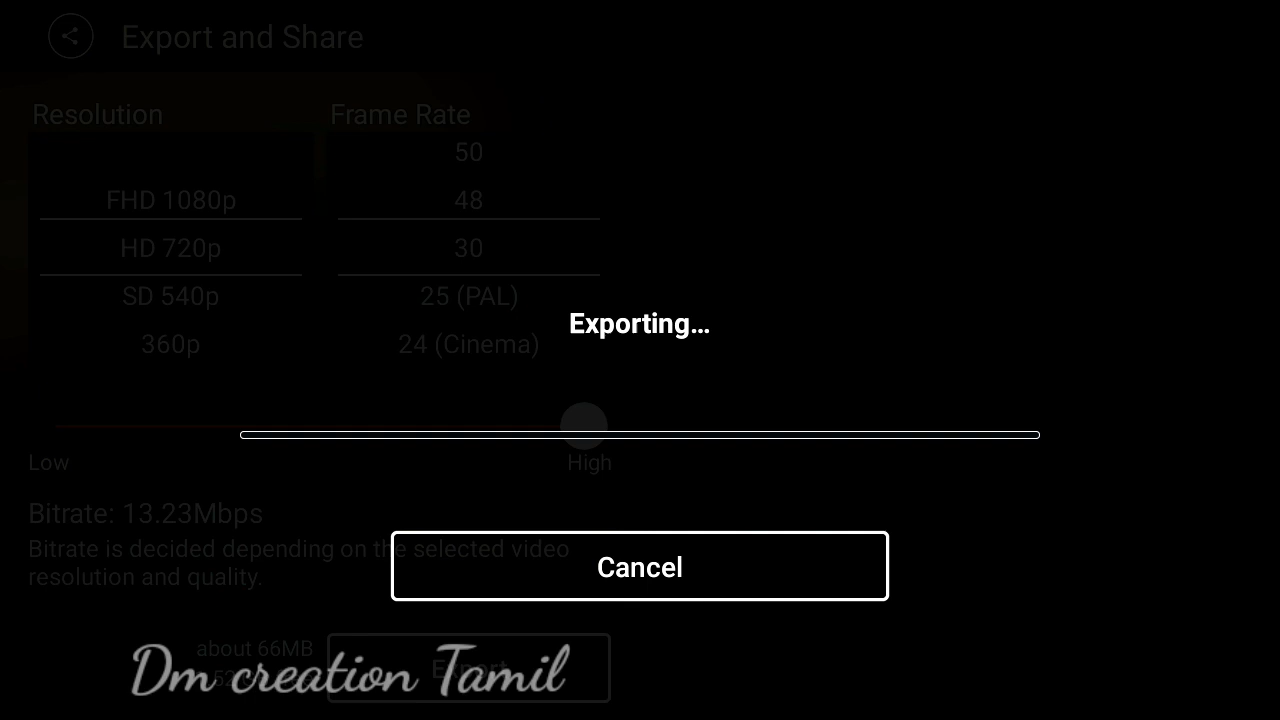 Export and Share
Resolution
Frame Rate
50
FHD 1080p
48
HD 720p
30
SD 540p
25 (PAL)
360p
24 (Cinema)
Exporting...
Low
High
Bitrate: 13.23Mbps
Bitrate is decided depending on the selected video
resolution and quality.
Cancel
about 66MB
Export
Dm creation Tamil